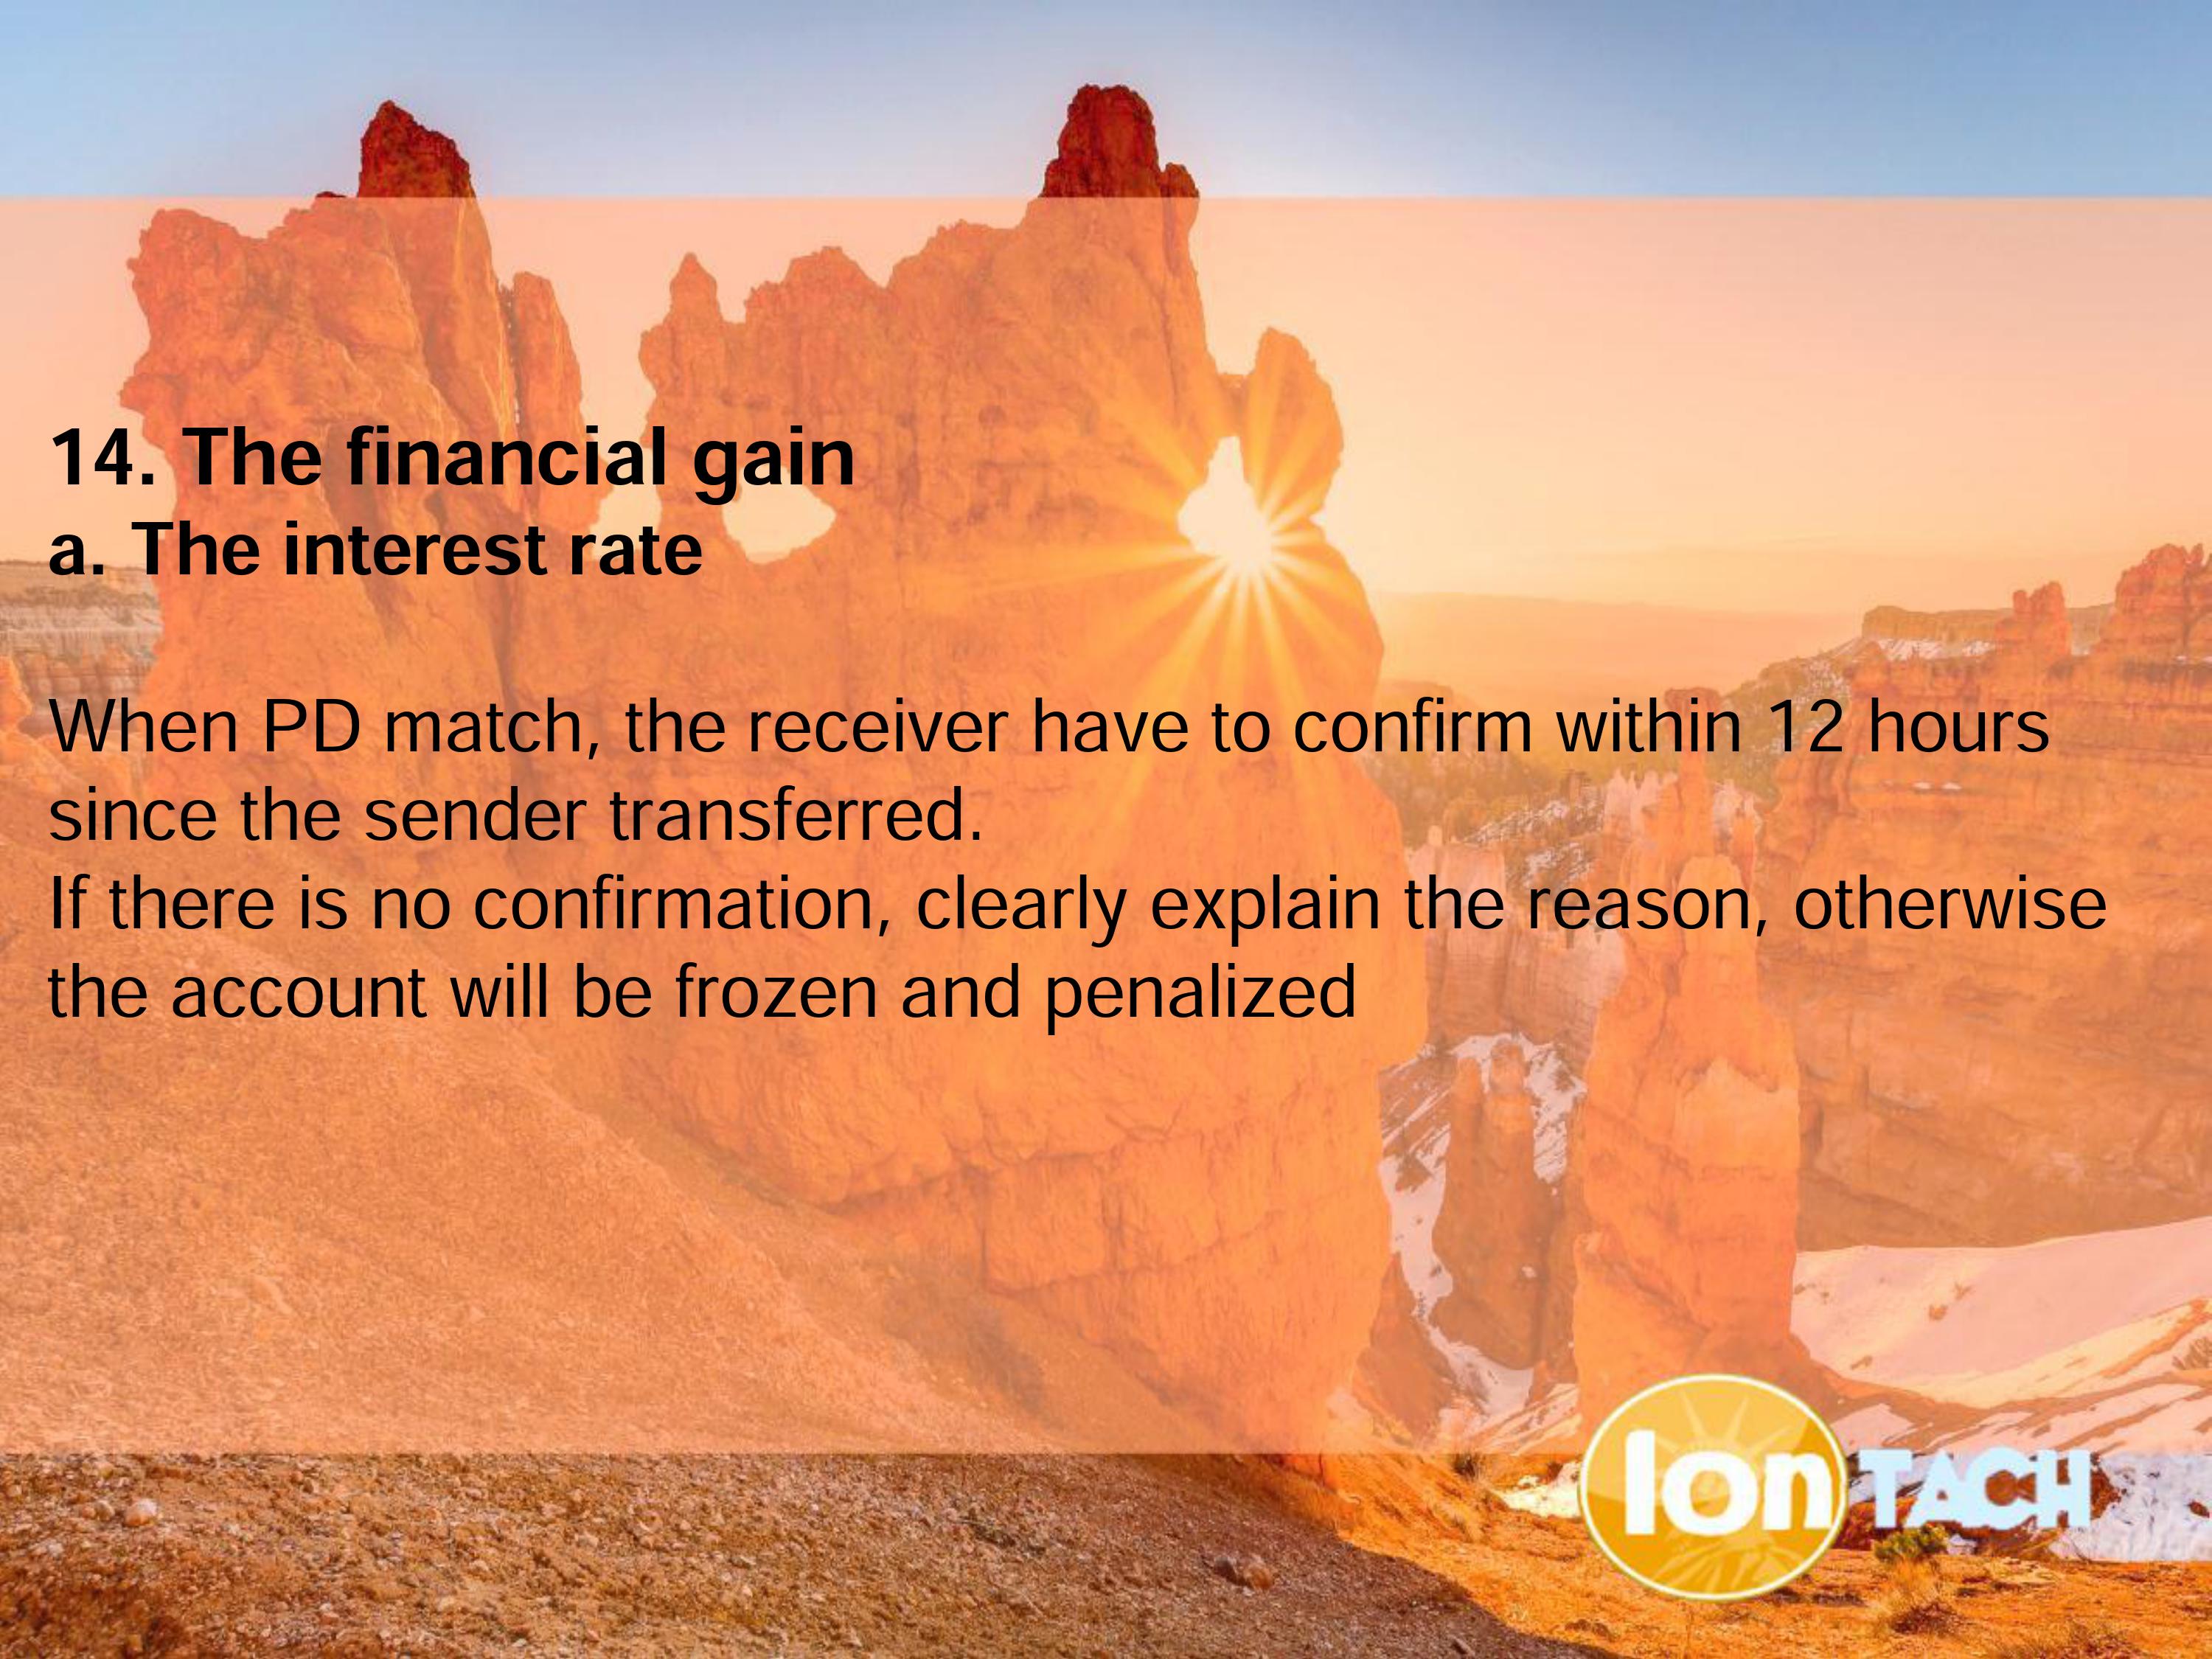 14. The financial gain
a. The interest rate
When PD match, the receiver have to confirm within 12 hours
since the sender transferred.
If there is no confirmation, clearly explain the reason, otherwise
the account will be frozen and penalized
Ion TACH